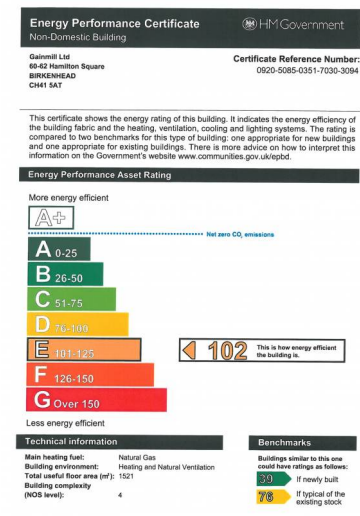 Energy Performance Certificate
Non-Domestic Building
HM Government
Gainmill Ltd
60-62 Hamilton Square
BIRKENHEAD
CH41 5AT
Certificate Reference Number:
0920-5085-0351-7030-3094
This certificate shows the energy rating of this building. It indicates the energy efficiency of
the building fabric and the heating, ventilation, cooling and lighting systems. The rating is
compared to two benchmarks for this type of building: one appropriate for new buildings
and one appropriate for existing buildings. There is more advice on how to interpret this
information on the Government's website www.communities.gov.uk/epbd.
Energy Performance Asset Rating
More energy efficient
A+
Net zero CO₂ emissions
A 0-25
B 26-50
C 51-75
D 76-100
E 101-125
102 This is how energy efficient
the building is.
F 126-150
G Over 150
Less energy efficient
Technical information
Main heating fuel: Natural Gas
Building environment: Heating and Natural Ventilation
Total useful floor area (m²): 1521
Building complexity
(NOS level): 4
Benchmarks
Buildings similar to this one
could have ratings as follows:
39 If newly built
76 If typical of the
existing stock